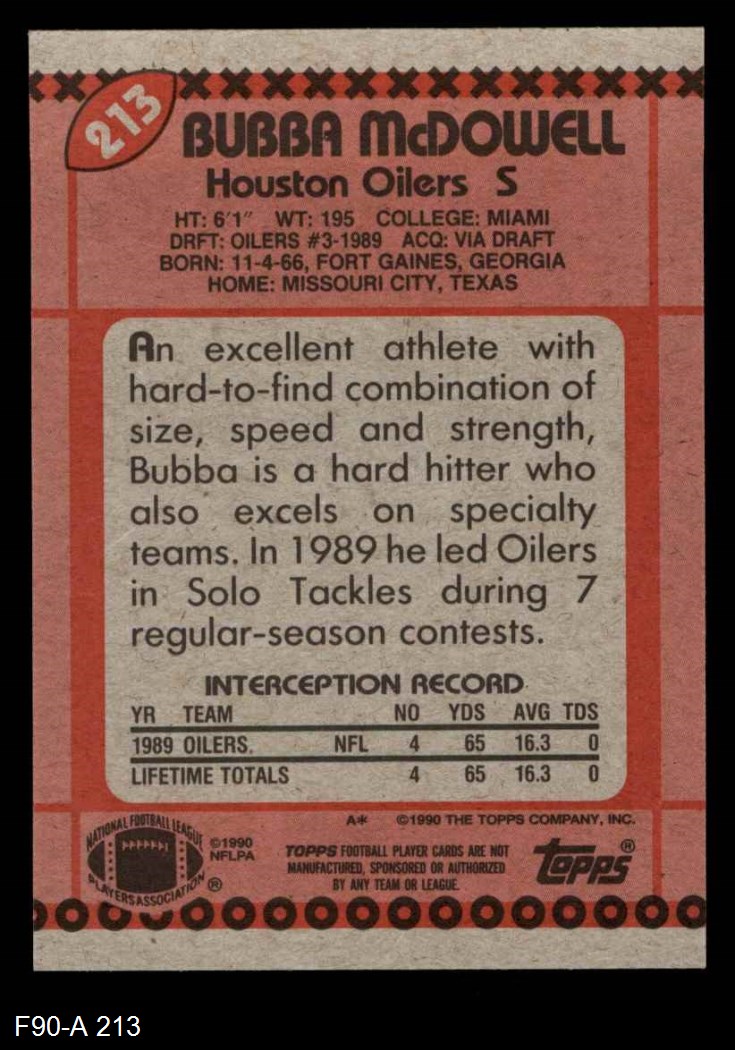 213
BUBBA McDOWELL
Houston Oilers S
HT: 6'1" WT: 195 COLLEGE: MIAMI
DRFT: OILERS #3-1989 ACQ: VIA DRAFT
BORN: 11-4-66, FORT GAINES, GEORGIA
HOME: MISSOURI CITY, TEXAS
An excellent athlete with
hard-to-find combination of
size, speed and strength,
Bubba is a hard hitter who
also excels on specialty
teams. In 1989 he led Oilers
in Solo Tackles during 7
regular-season contests.
INTERCEPTION RECORD
YR TEAM NO YDS AVG TDS
1989 OILERS. NFL 4 65 16.3 0
LIFETIME TOTALS 4 65 16.3 0
A* ©1990 THE TOPPS COMPANY, INC.
NATIONAL FOOTBALL LEAGUE
PLAYERS ASSOCIATION ®
©1990
NFLPA
TOPPS FOOTBALL PLAYER CARDS ARE NOT
MANUFACTURED, SPONSORED OR AUTHORIZED
BY ANY TEAM OR LEAGUE.
topps ®
F90-A 213